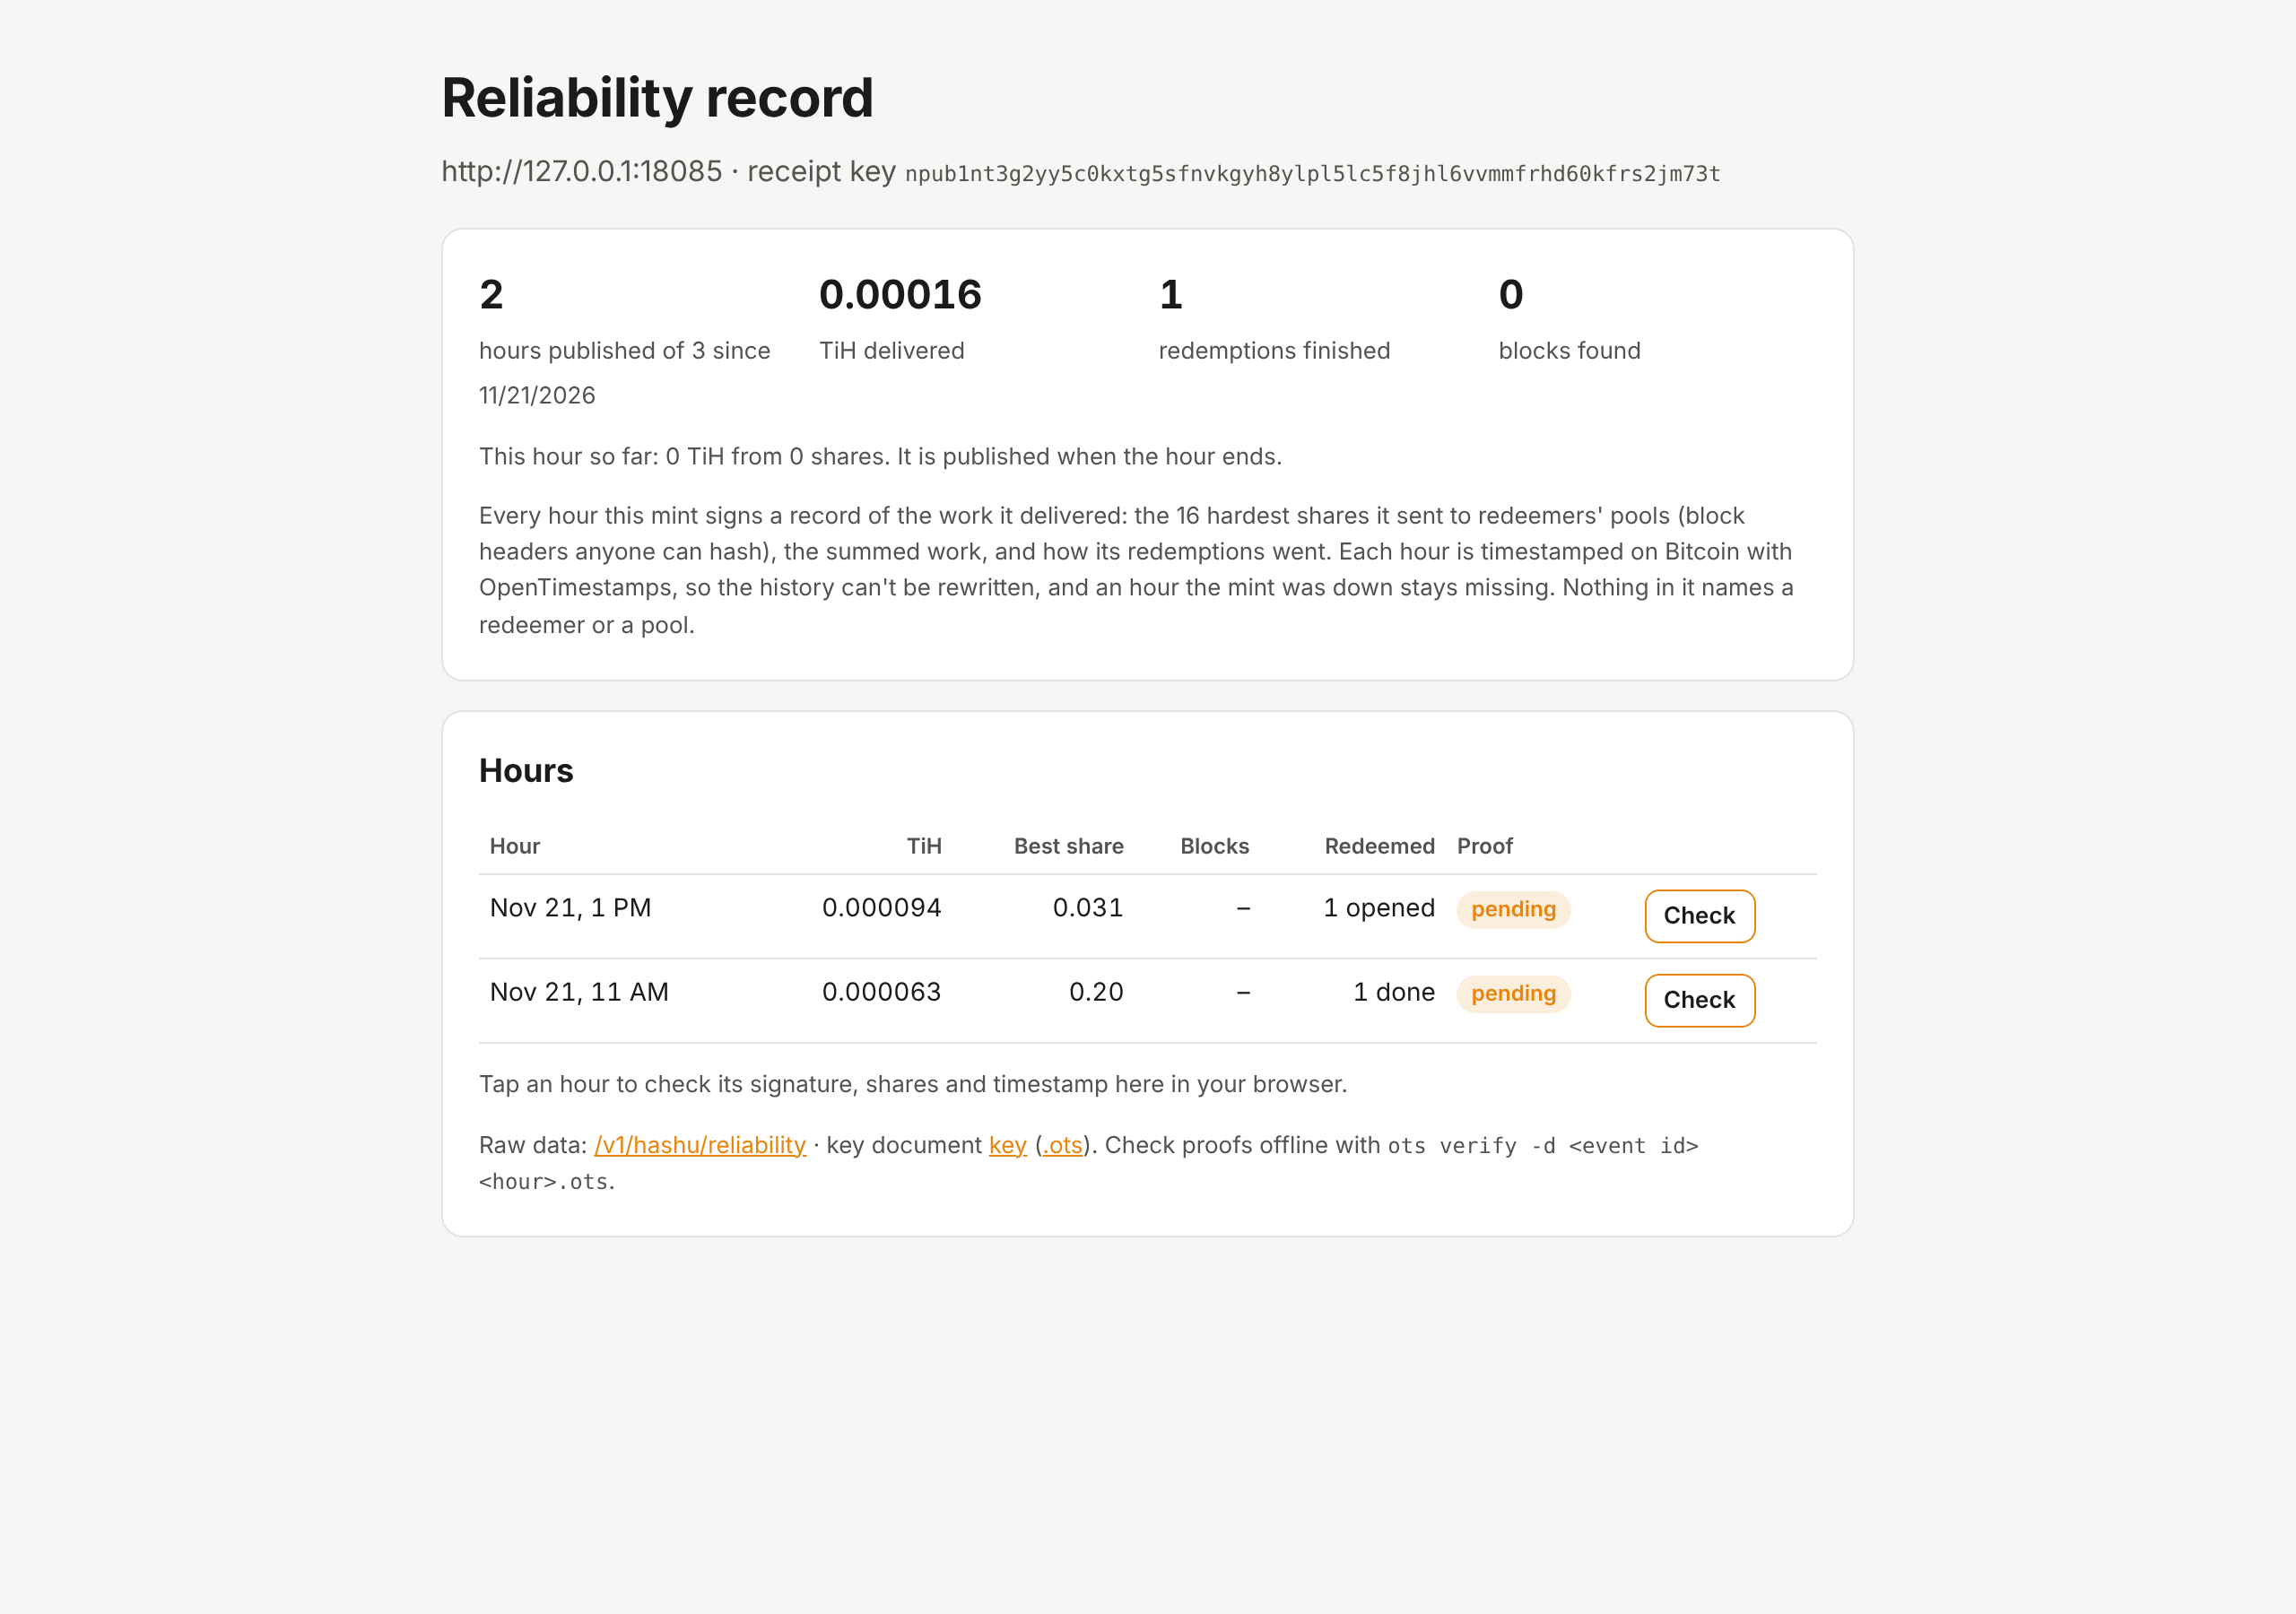 Reliability record
http://127.0.0.1:18085 · receipt key npub1nt3g2yy5c0kxtg5sfnvkgyh8ylpl5lc5f8jhl6vvmmfrhd60kfrs2jm73t
2 0.00016 1 0
hours published of 3 since TiH delivered redemptions finished blocks found
11/21/2026
This hour so far: 0 TiH from 0 shares. It is published when the hour ends.
Every hour this mint signs a record of the work it delivered: the 16 hardest shares it sent to redeemers' pools (block
headers anyone can hash), the summed work, and how its redemptions went. Each hour is timestamped on Bitcoin with
OpenTimestamps, so the history can't be rewritten, and an hour the mint was down stays missing. Nothing in it names a
redeemer or a pool.
Hours
Hour TiH Best share Blocks Redeemed Proof
Nov 21, 1 PM 0.000094 0.031 – 1 opened pending Check
Nov 21, 11 AM 0.000063 0.20 – 1 done pending Check
Tap an hour to check its signature, shares and timestamp here in your browser.
Raw data: /v1/hashu/reliability · key document key (.ots). Check proofs offline with ots verify -d <event id>
<hour>.ots.